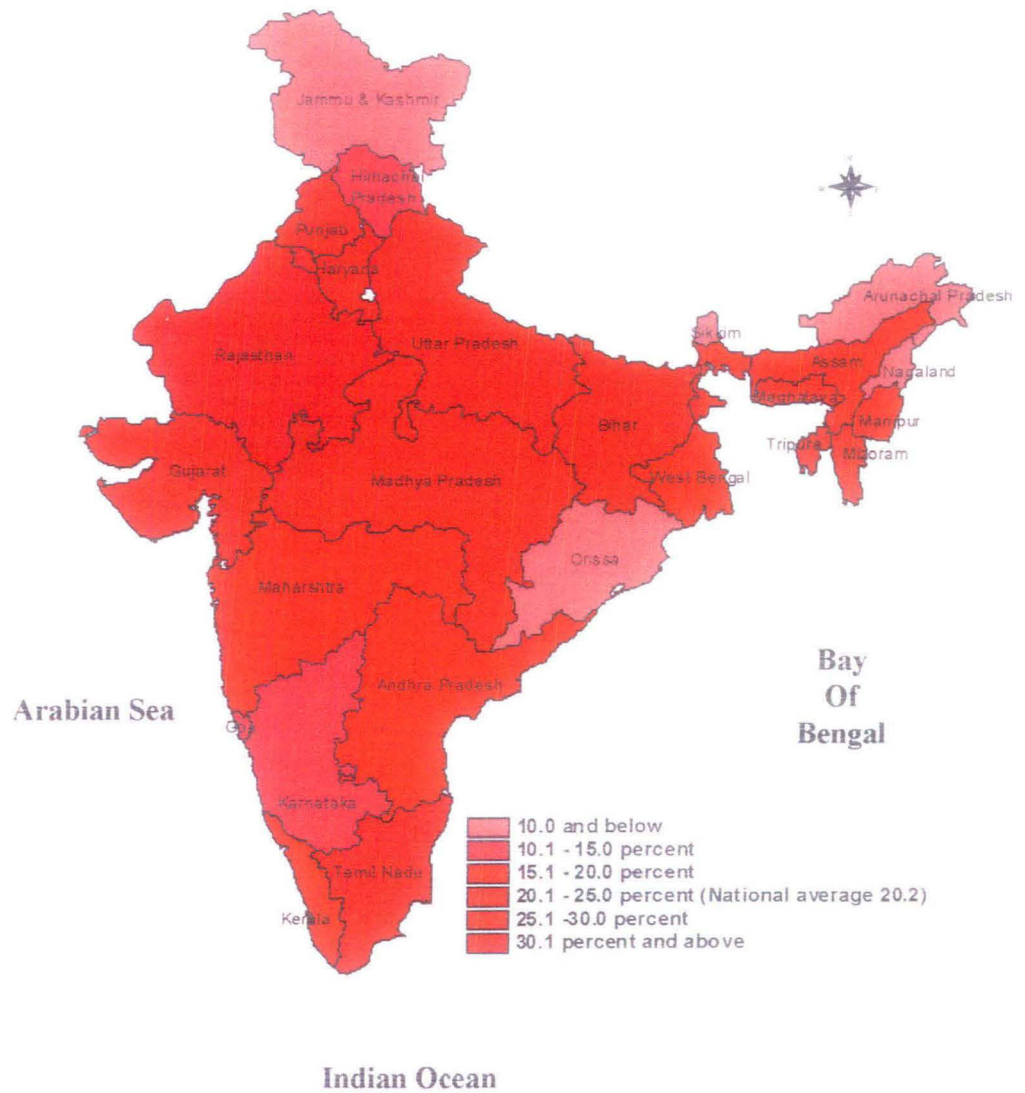 Jammu & Kashmir
Himachal
Pradesh
Punjab
Haryana
Arunachal Pradesh
Sikkim
Uttar Pradesh
Rajasthan
Assam
Nagaland
Meghalaya
Bihar
Manipur
Tripura
Mizoram
Gujarat
Madhya Pradesh
West Bengal
Orissa
Maharshtra
Andhra Pradesh
Bay
Of
Bengal
Arabian Sea
Goa
Karnataka
10.0 and below
10.1 - 15.0 percent
15.1 - 20.0 percent
20.1 - 25.0 percent (National average 20.2)
25.1 -30.0 percent
30.1 percent and above
Tamil Nadu
Kerala
Indian Ocean